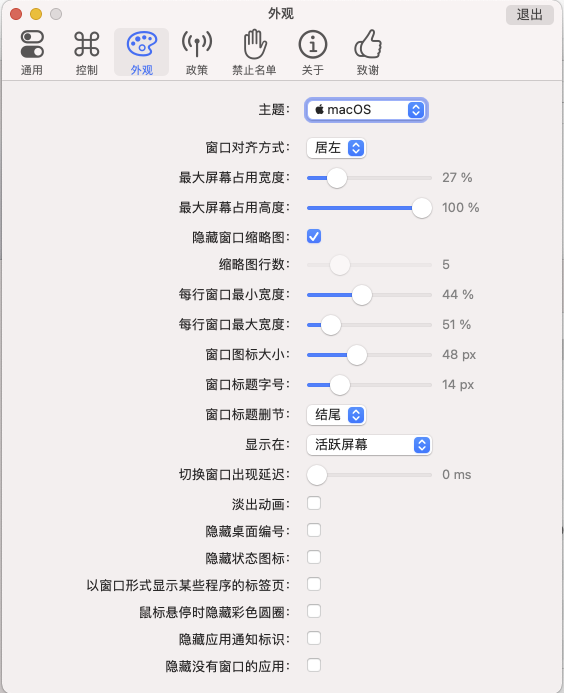 外观
退出
通用 控制 外观 政策 禁止名单 关于 致谢
主题： macOS
窗口对齐方式： 居左
最大屏幕占用宽度： 27 %
最大屏幕占用高度： 100 %
隐藏窗口缩略图：
缩略图行数： 5
每行窗口最小宽度： 44 %
每行窗口最大宽度： 51 %
窗口图标大小： 48 px
窗口标题字号： 14 px
窗口标题删节： 结尾
显示在： 活跃屏幕
切换窗口出现延迟： 0 ms
淡出动画：
隐藏桌面编号：
隐藏状态图标：
以窗口形式显示某些程序的标签页：
鼠标悬停时隐藏彩色圆圈：
隐藏应用通知标识：
隐藏没有窗口的应用：